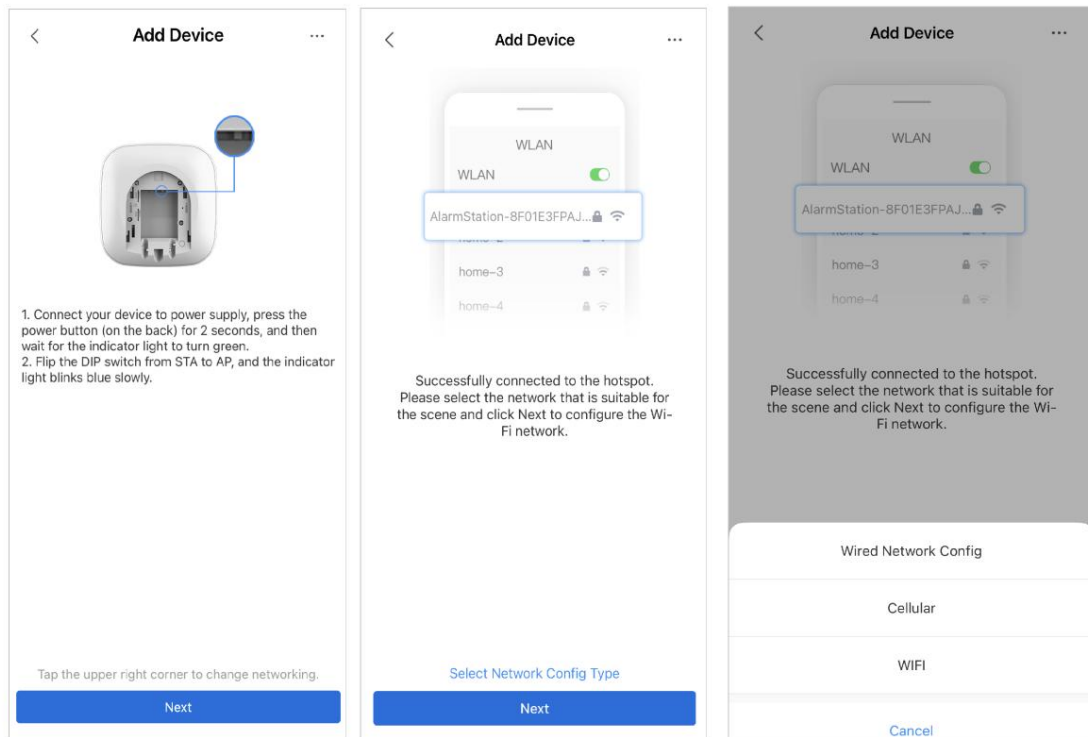 Add Device
...
1. Connect your device to power supply, press the
power button (on the back) for 2 seconds, and then
wait for the indicator light to turn green.
2. Flip the DIP switch from STA to AP, and the indicator
light blinks blue slowly.
Tap the upper right corner to change networking.
Next
Add Device
...
WLAN
WLAN
AlarmStation-8F01E3FPAJ...
home-2
home-3
home-4
Successfully connected to the hotspot.
Please select the network that is suitable for
the scene and click Next to configure the Wi-
Fi network.
Select Network Config Type
Next
Add Device
...
WLAN
WLAN
AlarmStation-8F01E3FPAJ...
home-2
home-3
home-4
Successfully connected to the hotspot.
Please select the network that is suitable for
the scene and click Next to configure the Wi-
Fi network.
Wired Network Config
Cellular
WIFI
Cancel